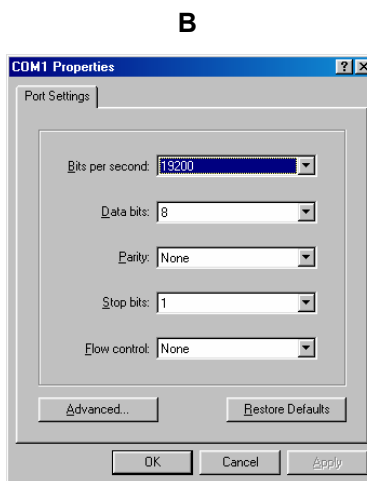 B
COM1 Properties
Port Settings
Bits per second: 19200
Data bits: 8
Parity: None
Stop bits: 1
Flow control: None
Advanced... Restore Defaults
OK Cancel Apply